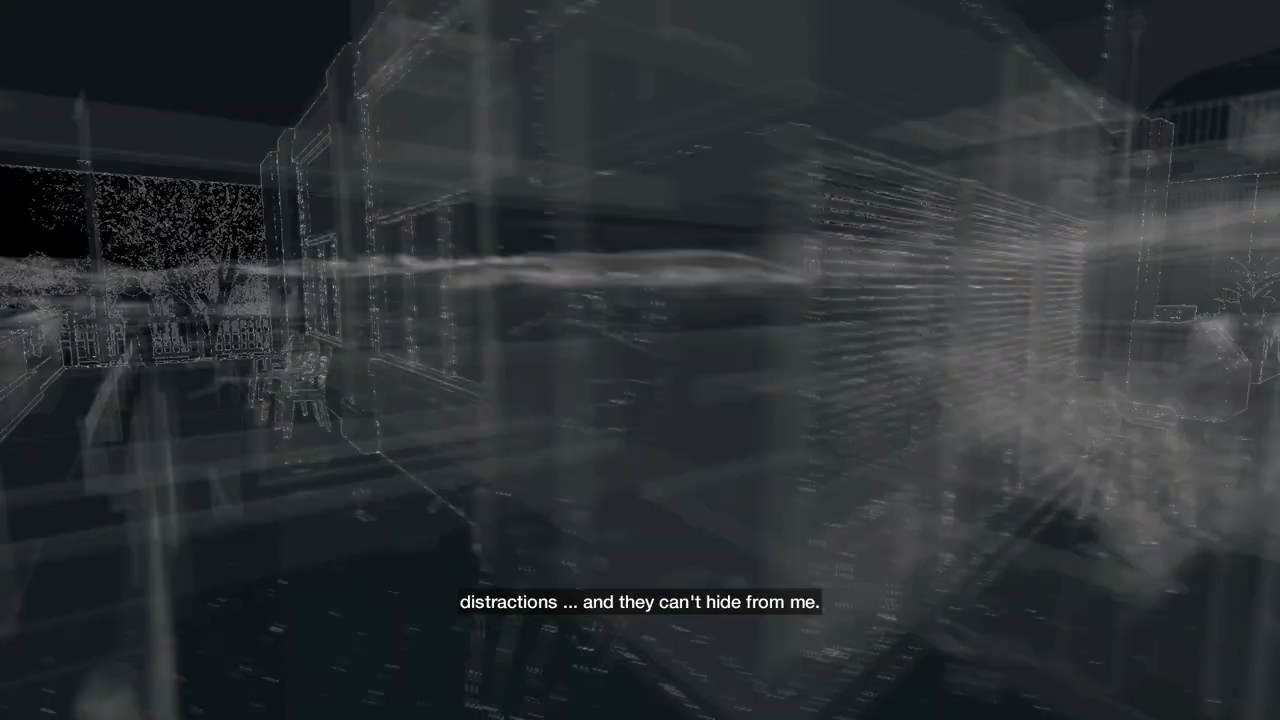 distractions ... and they can't hide from me.